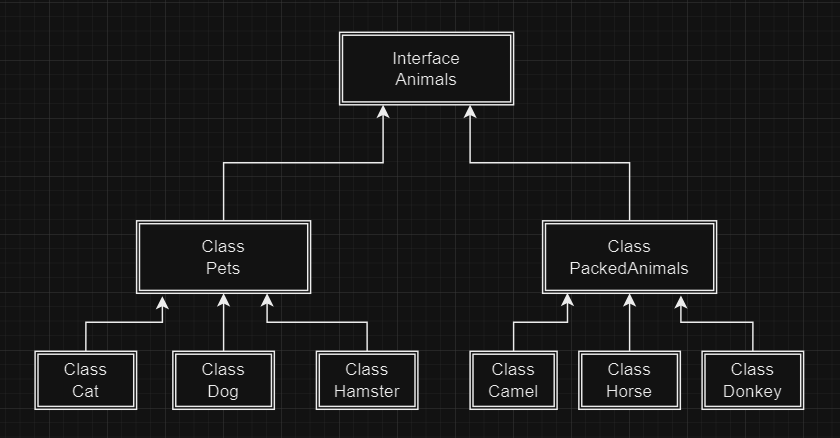 Interface
Animals
Class
Pets
Class
PackedAnimals
Class
Cat
Class
Dog
Class
Hamster
Class
Camel
Class
Horse
Class
Donkey